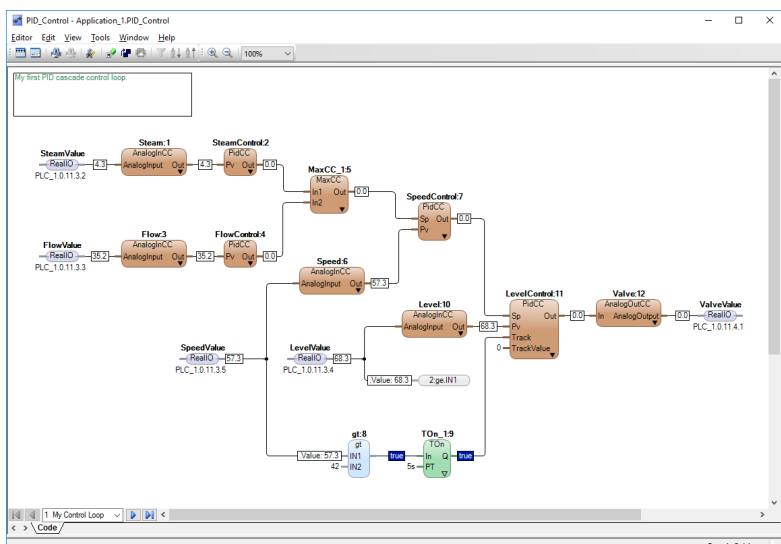 PID_Control - Application_1.PID_Control
Editor Edit View Tools Window Help
100%
My first PID cascade control loop.
SteamValue
RealIO
PLC_1.0.11.3.2
4.3
Steam:1
AnalogInCC
AnalogInput Out
4.3
SteamControl:2
PidCC
Pv Out
0.0
MaxCC_1:5
MaxCC
In1 Out
In2
0.0
SpeedControl:7
PidCC
Sp Out
Pv
0.0
FlowValue
RealIO
PLC_1.0.11.3.3
35.2
Flow:3
AnalogInCC
AnalogInput Out
35.2
FlowControl:4
PidCC
Pv Out
0.0
Speed:6
AnalogInCC
AnalogInput Out
57.3
Level:10
AnalogInCC
AnalogInput Out
68.3
LevelControl:11
PidCC
Sp Out
Pv
Track
0 TrackValue
0.0
Valve:12
AnalogOutCC
In AnalogOutput
0.0
ValveValue
RealIO
PLC_1.0.11.4.1
SpeedValue
RealIO
PLC_1.0.11.3.5
57.3
LevelValue
RealIO
PLC_1.0.11.3.4
68.3
.Value: 68.3
2:ge.IN1
gt:8
gt
.Value: 57.3
IN1
42 IN2
true
TOn_1:9
TOn
In Q
5s PT
true
1 My Control Loop
Code